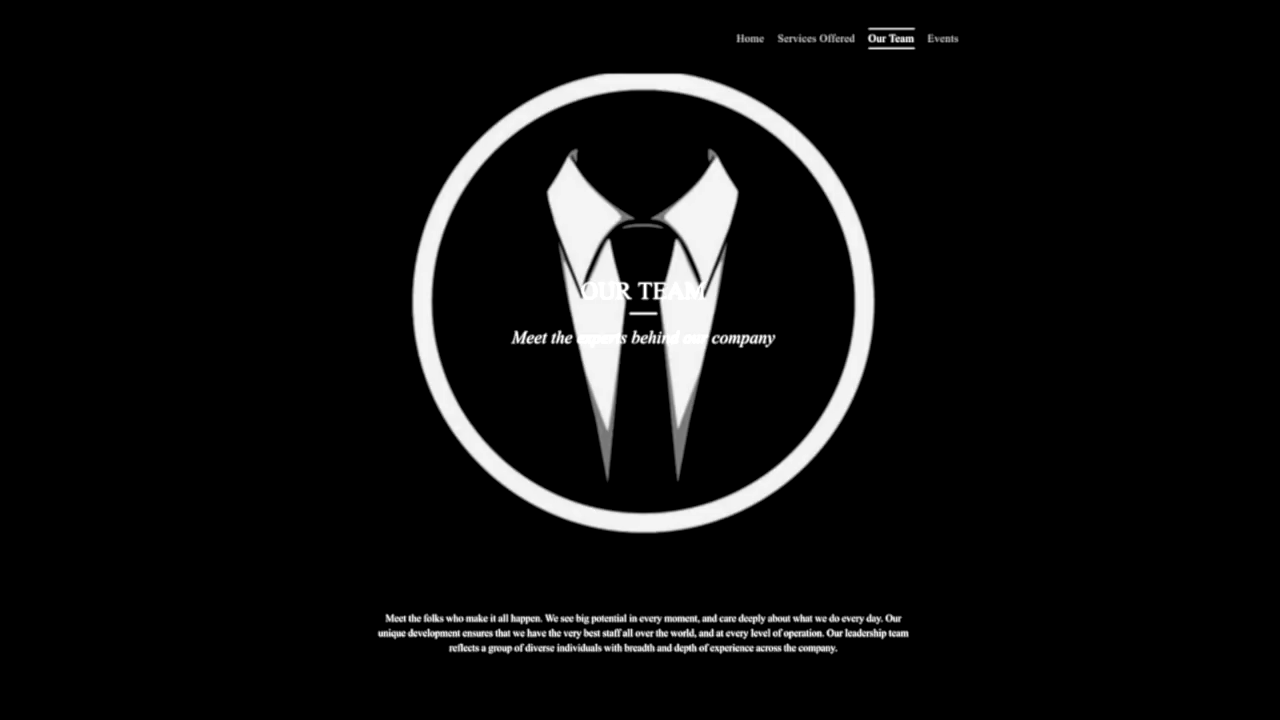 Home Services Offered Our Team Events
OUR TEAM
Meet the experts behind our company
Meet the folks who make it all happen. We see big potential in every moment, and care deeply about what we do every day. Our
unique development ensures that we have the very best staff all over the world, and at every level of operation. Our leadership team
reflects a group of diverse individuals with breadth and depth of experience across the company.